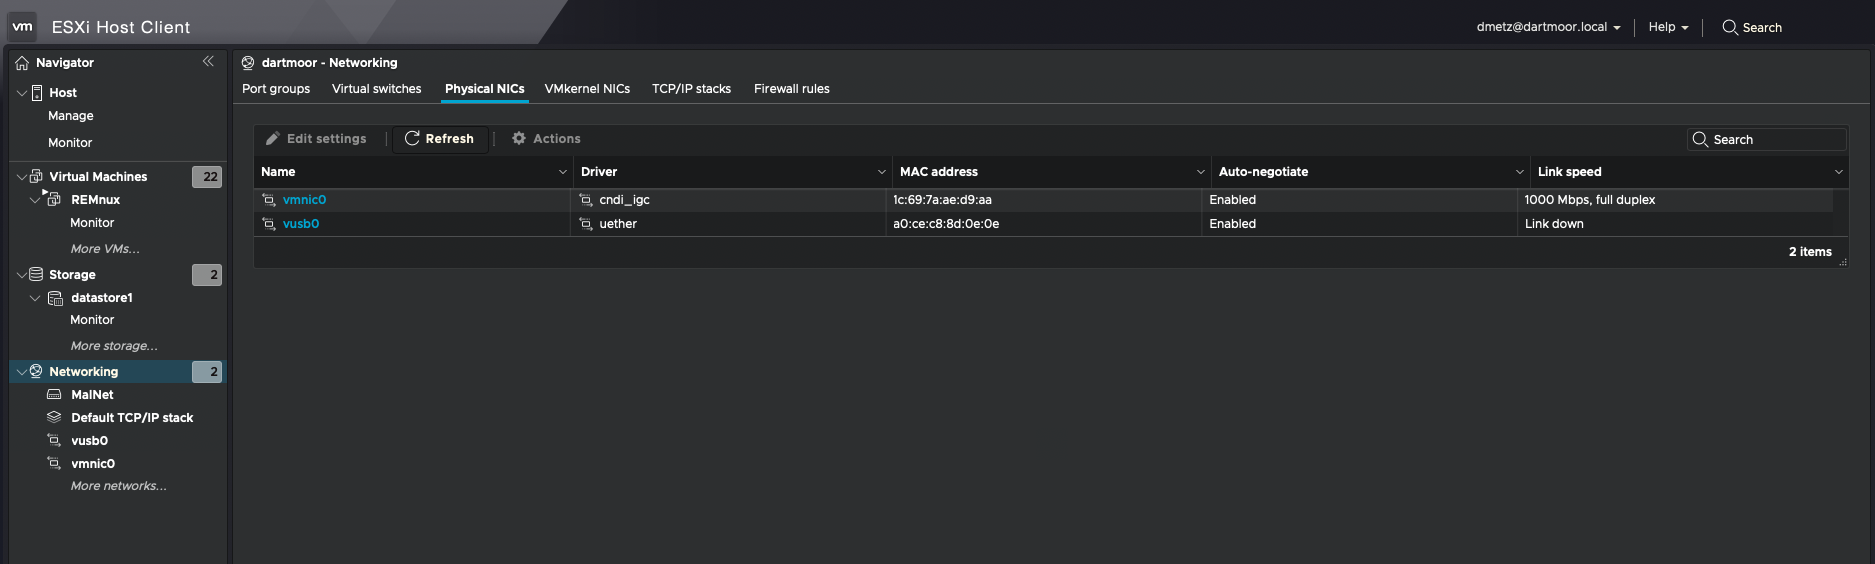 vm ESXi Host Client
dmetz@dartmoor.local Help Search
Navigator
Host
Manage
Monitor
Virtual Machines 22
REMnux
Monitor
More VMs...
Storage 2
datastore1
Monitor
More storage...
Networking 2
MalNet
Default TCP/IP stack
vusb0
vmnic0
More networks...
dartmoor - Networking
Port groups Virtual switches Physical NICs VMkernel NICs TCP/IP stacks Firewall rules
Edit settings Refresh Actions Search
Name Driver MAC address Auto-negotiate Link speed
vmnic0 cndi_igc 1c:69:7a:ae:d9:aa Enabled 1000 Mbps, full duplex
vusb0 uether a0:ce:c8:8d:0e:0e Enabled Link down
2 items